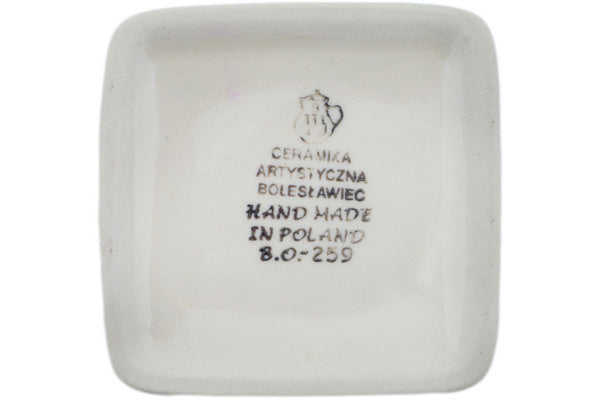 CERAMIKA
ARTYSTYCZNA
BOLESŁAWIEC
HAND MADE
IN POLAND
B.O.-259